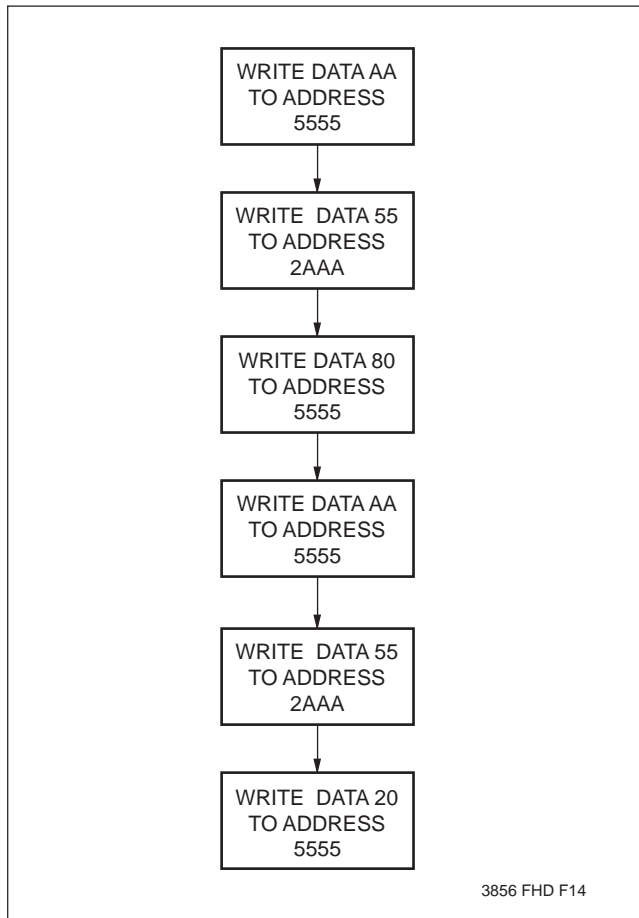 WRITE DATA AA
TO ADDRESS
5555
WRITE DATA 55
TO ADDRESS
2AAA
WRITE DATA 80
TO ADDRESS
5555
WRITE DATA AA
TO ADDRESS
5555
WRITE DATA 55
TO ADDRESS
2AAA
WRITE DATA 20
TO ADDRESS
5555
3856 FHD F14